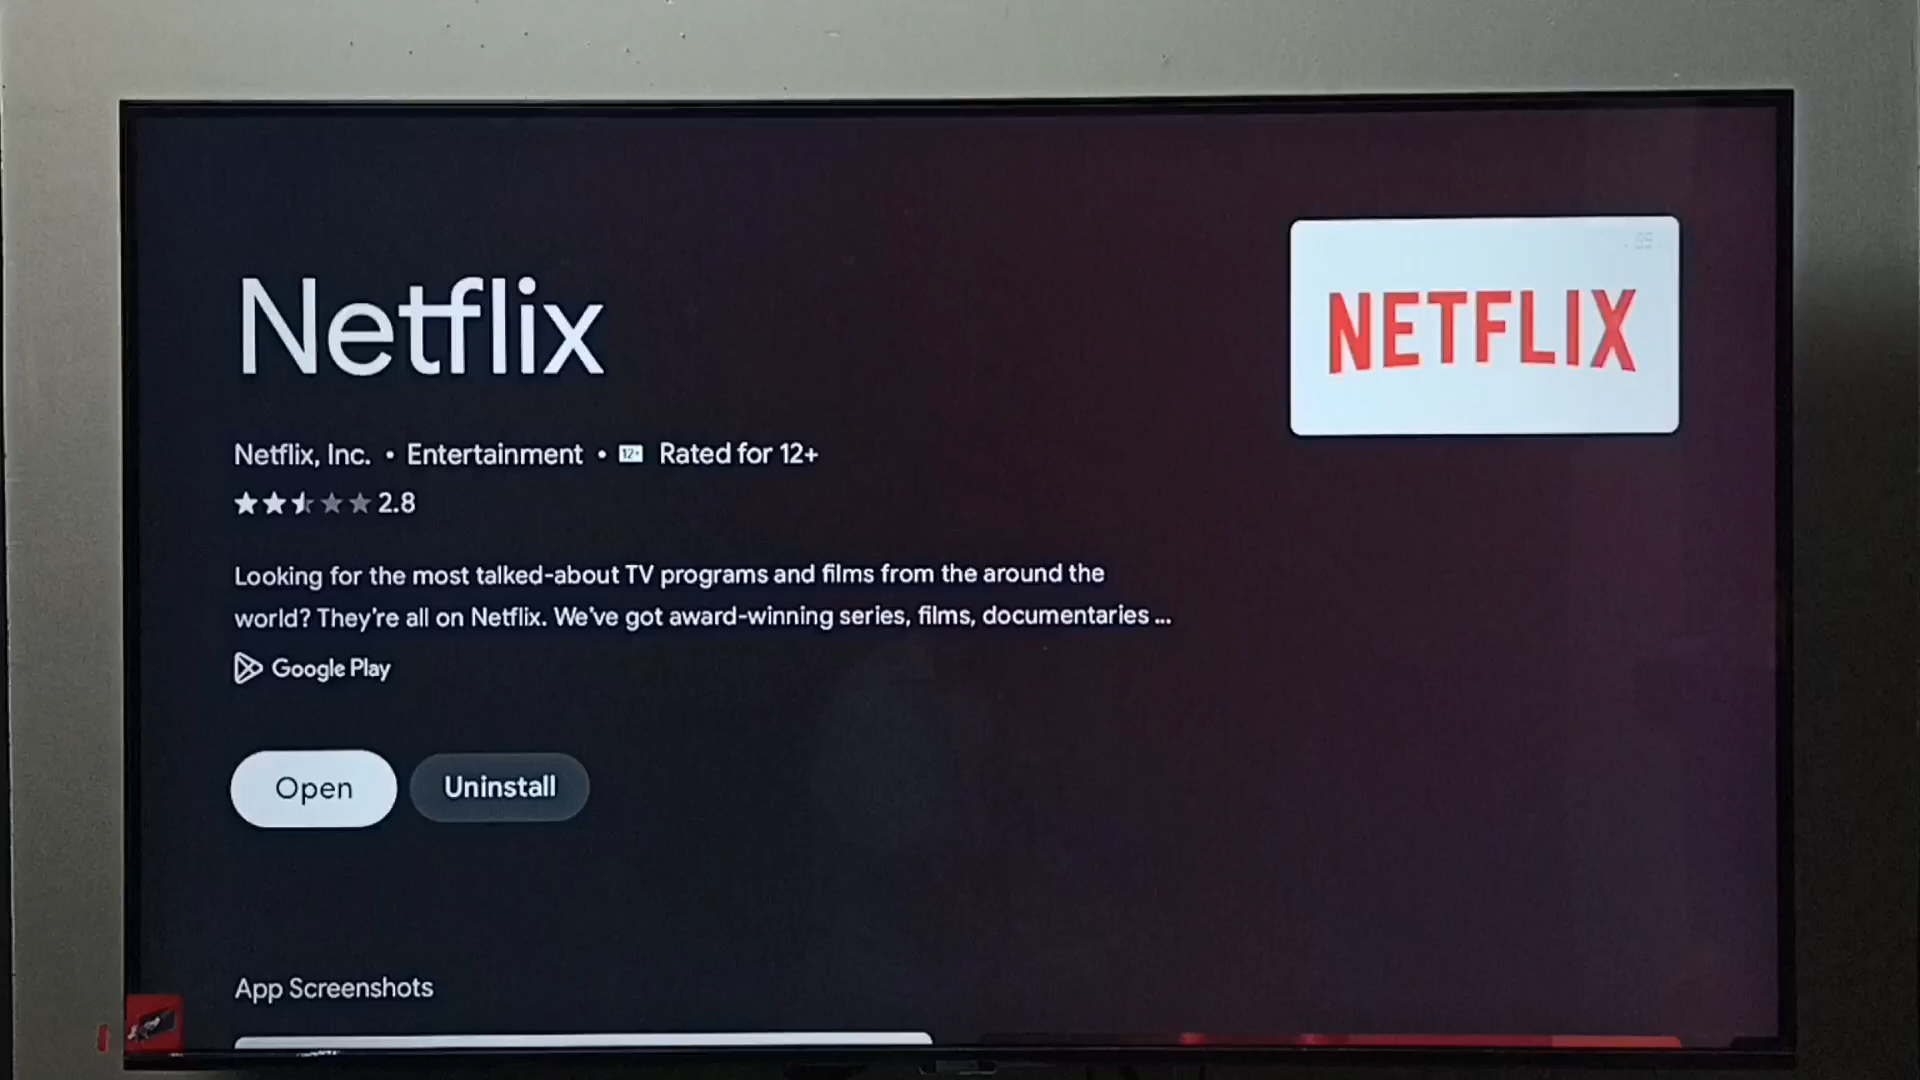 Netflix
NETFLIX
Netflix, Inc. • Entertainment • 12+ Rated for 12+
2.8
Looking for the most talked-about TV programs and films from the around the
world? They're all on Netflix. We've got award-winning series, films, documentaries ...
Google Play
Open
Uninstall
App Screenshots